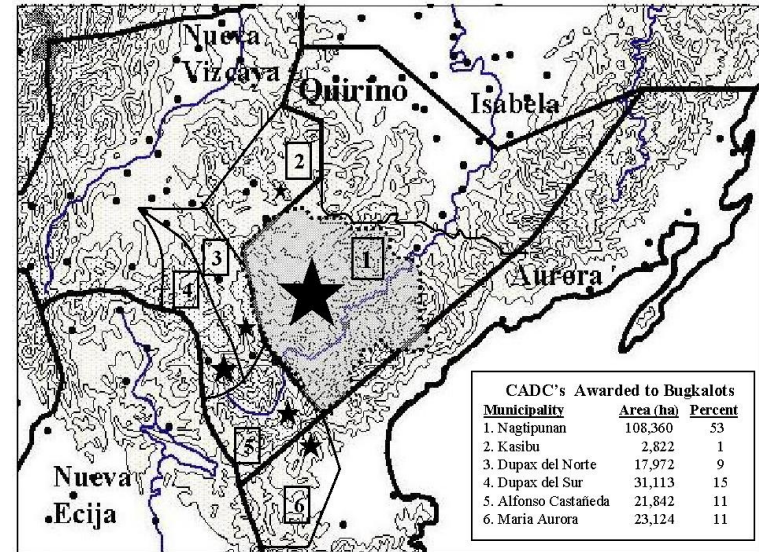 Nueva
Vizcaya
Quirino
Isabela
2
1
3
4
Aurora
5
6
Nueva
Ecija
CADC's Awarded to Bugkalots
Municipality Area (ha) Percent
1. Nagtipunan 108,360 53
2. Kasibu 2,822 1
3. Dupax del Norte 17,972 9
4. Dupax del Sur 31,113 15
5. Alfonso Castañeda 21,842 11
6. Maria Aurora 23,124 11